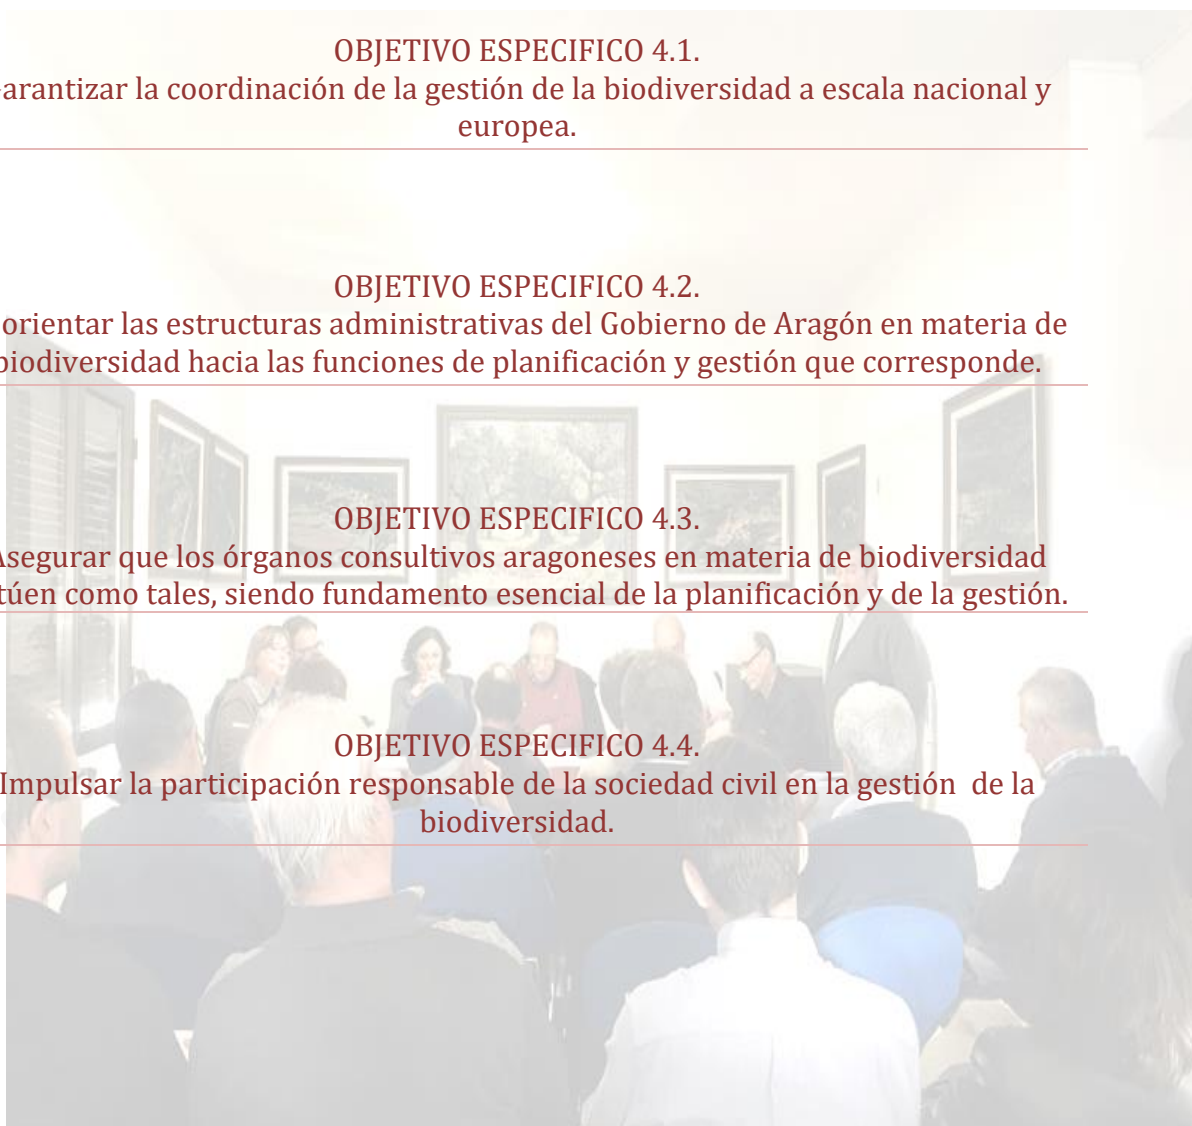 OBJETIVO ESPECIFICO 4.1.
arantizar la coordinación de la gestión de la biodiversidad a escala nacional y
europea.
OBJETIVO ESPECIFICO 4.2.
orientar las estructuras administrativas del Gobierno de Aragón en materia de
biodiversidad hacia las funciones de planificación y gestión que corresponde.
OBJETIVO ESPECIFICO 4.3.
Asegurar que los órganos consultivos aragoneses en materia de biodiversidad
túen como tales, siendo fundamento esencial de la planificación y de la gestión.
OBJETIVO ESPECIFICO 4.4.
Impulsar la participación responsable de la sociedad civil en la gestión de la
biodiversidad.